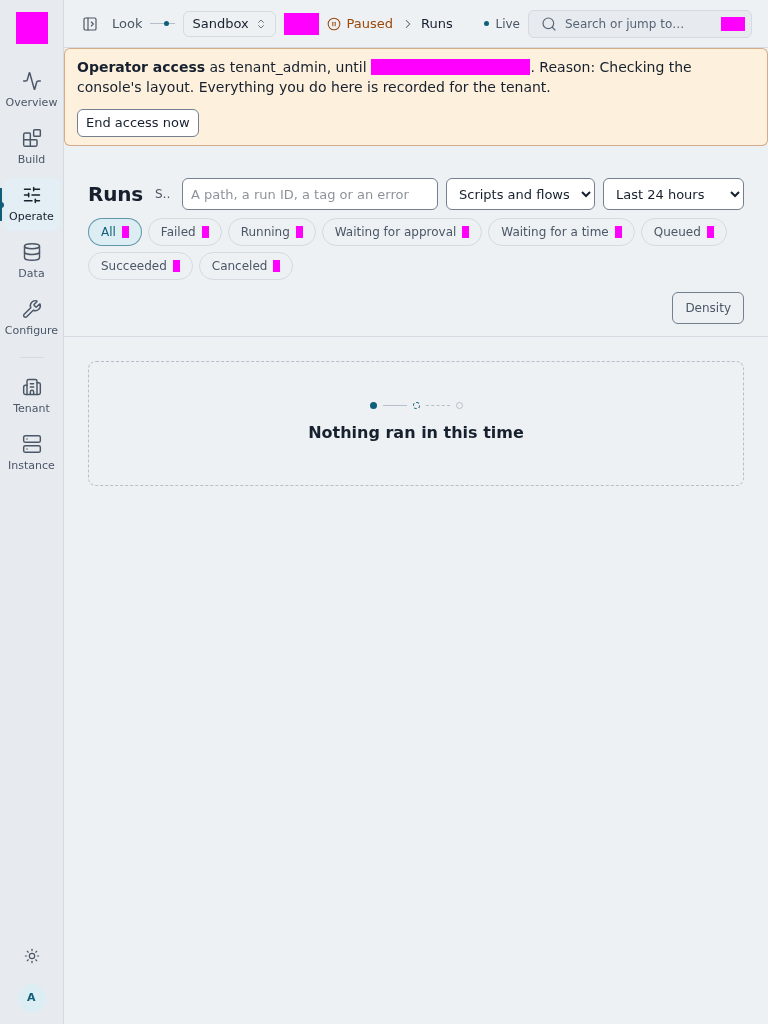 Look
Sandbox
Paused
Runs
Live
Search or jump to…
Operator access as tenant_admin, until . Reason: Checking the
console's layout. Everything you do here is recorded for the tenant.
End access now
Overview
Build
Operate
Data
Configure
Tenant
Instance
A
Runs
S..
A path, a run ID, a tag or an error
Scripts and flows
Last 24 hours
All
Failed
Running
Waiting for approval
Waiting for a time
Queued
Succeeded
Canceled
Density
Nothing ran in this time